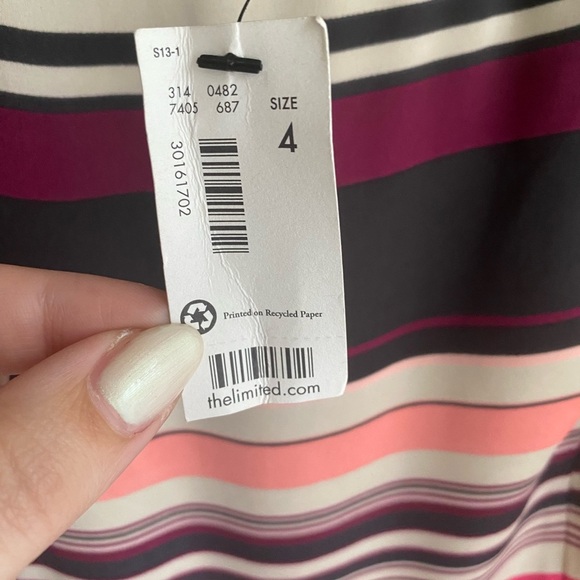 S13-1
314 0482
7405 687
SIZE
4
30161702
Printed on Recycled Paper
thelimited.com